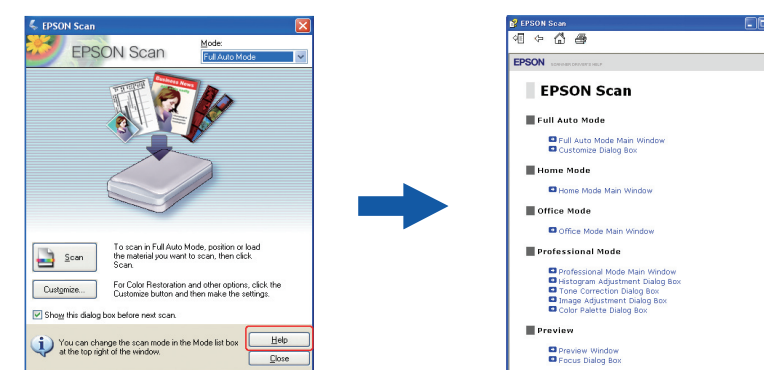 EPSON Scan
EPSON Scan
Mode:
Full Auto Mode
Business News
Scan
To scan in Full Auto Mode, position or load
the material you want to scan, then click
Scan.
Customize...
For Color Restoration and other options, click the
Customize button and then make the settings.
Show this dialog box before next scan.
You can change the scan mode in the Mode list box
at the top right of the window.
Help
Close
EPSON Scan
EPSON
EPSON Scan
Full Auto Mode
Full Auto Mode Main Window
Customize Dialog Box
Home Mode
Home Mode Main Window
Office Mode
Office Mode Main Window
Professional Mode
Professional Mode Main Window
Histogram Adjustment Dialog Box
Tone Correction Dialog Box
Image Adjustment Dialog Box
Color Palette Dialog Box
Preview
Preview Window
Focus Dialog Box